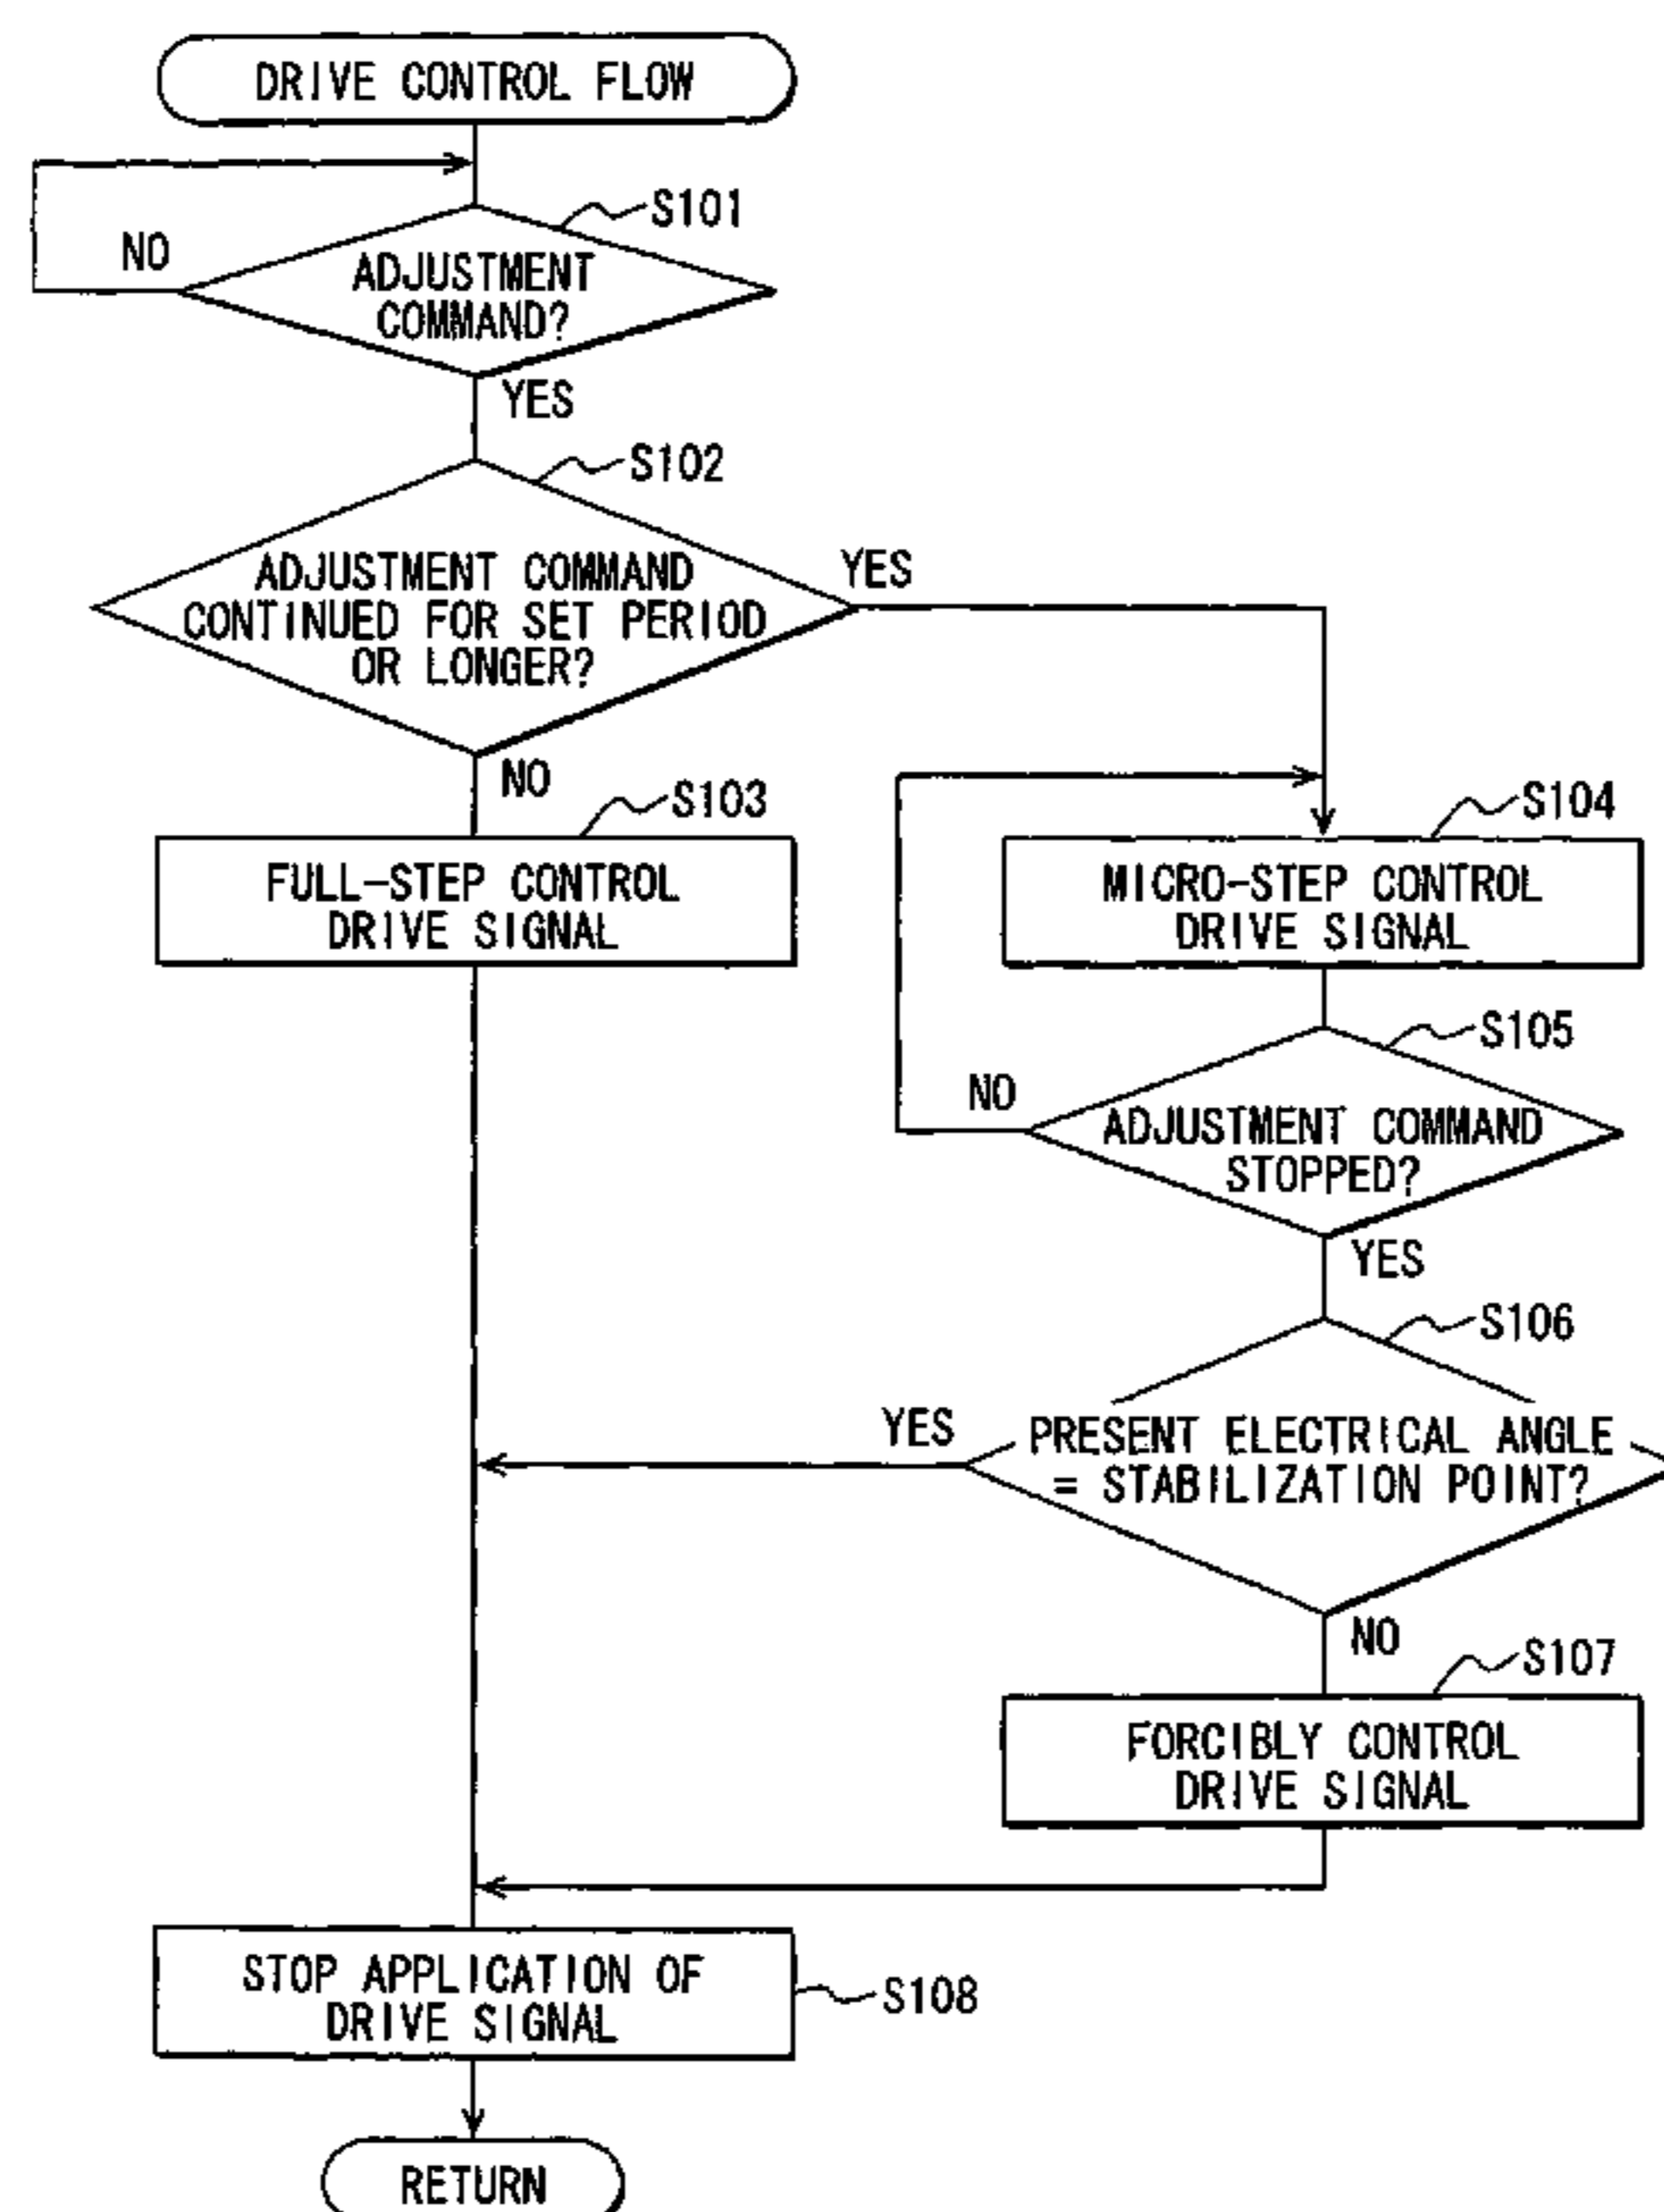 DRIVE CONTROL FLOW
S101
NO
ADJUSTMENT
COMMAND?
YES
S102
ADJUSTMENT COMMAND
CONTINUED FOR SET PERIOD
OR LONGER?
YES
NO
S103
FULL-STEP CONTROL
DRIVE SIGNAL
S104
MICRO-STEP CONTROL
DRIVE SIGNAL
S105
NO
ADJUSTMENT COMMAND
STOPPED?
YES
S106
YES
PRESENT ELECTRICAL ANGLE
= STABILIZATION POINT?
NO
S107
FORCIBLY CONTROL
DRIVE SIGNAL
STOP APPLICATION OF
DRIVE SIGNAL
S108
RETURN